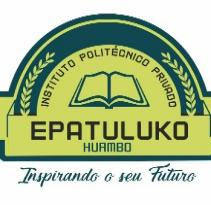 INSTITUTO POLITÉCNICO PRIVADO
EPATULUKO
HUAMBO
Inspirando o seu Futuro